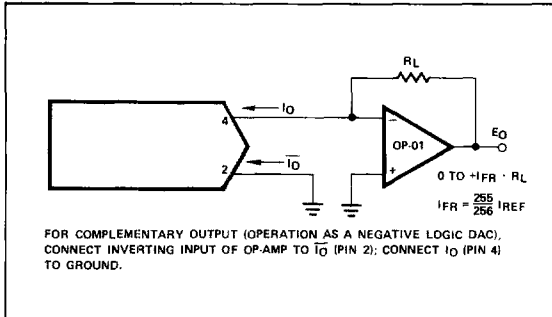 RL
4
IO
IO
2
−
+
OP-01
EO
0 TO +IFR · RL
IFR = 255/256 IREF
FOR COMPLEMENTARY OUTPUT (OPERATION AS A NEGATIVE LOGIC DAC),
CONNECT INVERTING INPUT OF OP-AMP TO I̅O̅ (PIN 2); CONNECT IO (PIN 4)
TO GROUND.